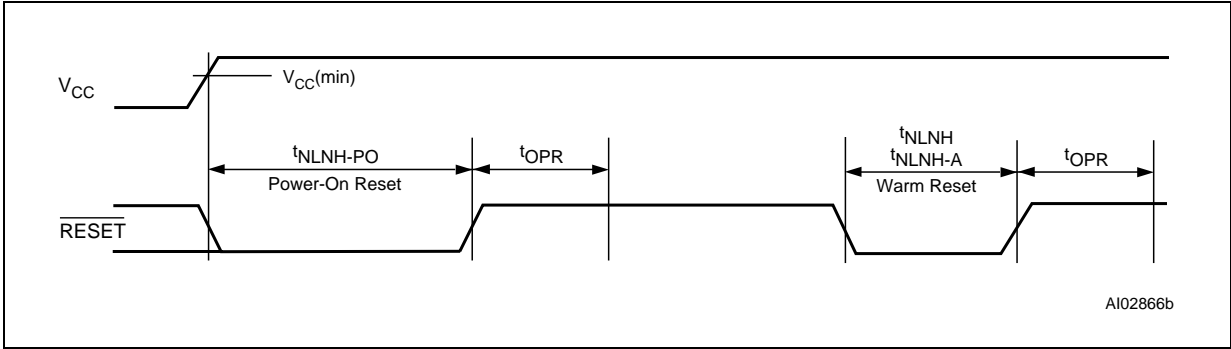 VCC
VCC(min)
tNLNH-PO
Power-On Reset
tOPR
tNLNH
tNLNH-A
Warm Reset
tOPR
RESET
AI02866b